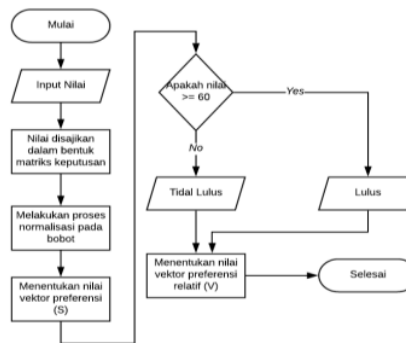 Mulai
Input Nilai
Nilai disajikan
dalam bentuk
matriks keputusan
Melakukan proses
normalisasi pada
bobot
Menentukan nilai
vektor preferensi
(S)
Apakah nilai
>= 60
Yes
No
Tidal Lulus
Lulus
Menentukan nilai
vektor preferensi
relatif (V)
Selesai